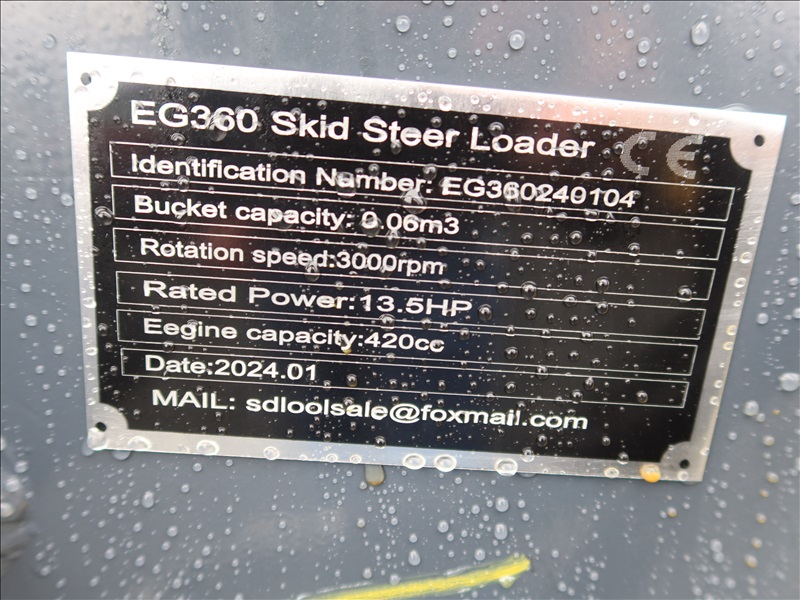 EG360 Skid Steer Loader CE
Identification Number: EG360240104
Bucket capacity: 0.06m3
Rotation speed:3000rpm
Rated Power:13.5HP
Eegine capacity:420cc
Date:2024.01
MAIL: sdloolsale@foxmail.com